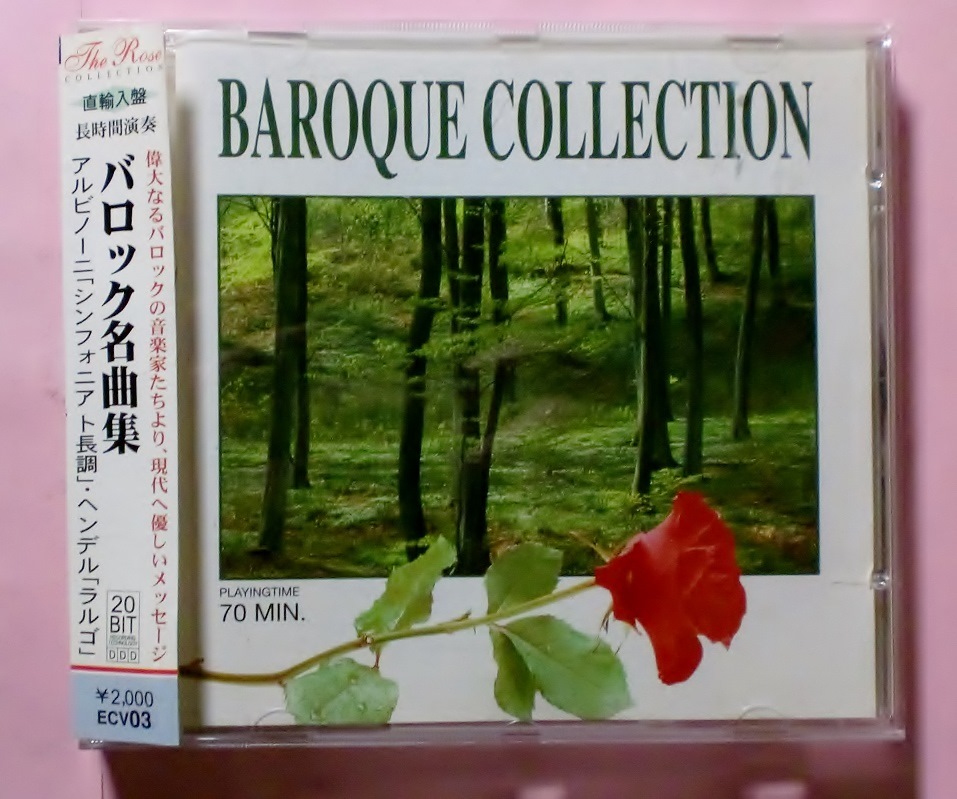 The Rose
COLLECTION
直輸入盤
長時間演奏
偉大なるバロックの音楽家たちより、現代へ優しいメッセージ
バロック名曲集
アルビノーニ「シンフォニア ト長調」・ヘンデル「ラルゴ」
20
BIT
RECORDING
TECHNOLOGY
DDD
¥2,000
ECV03
BAROQUE COLLECTION
PLAYINGTIME
70 MIN.